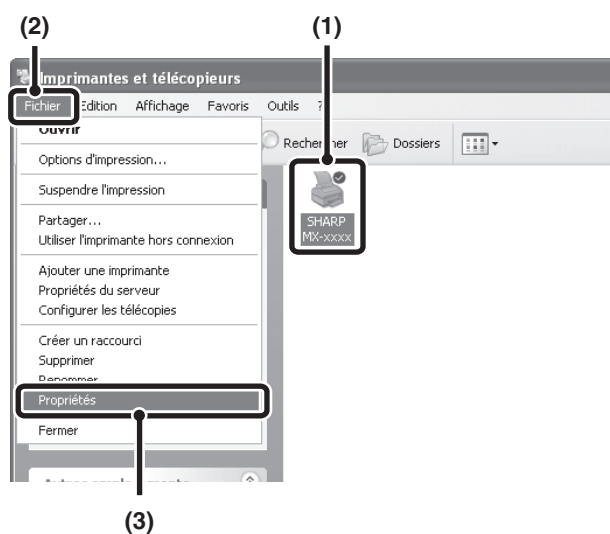 (2)
(1)
Imprimantes et télécopieurs
Fichier Edition Affichage Favoris Outils ?
Ouvrir
Rechercher Dossiers
Options d'impression...
Suspendre l'impression
SHARP
MX-xxxx
Partager...
Utiliser l'imprimante hors connexion
Ajouter une imprimante
Propriétés du serveur
Configurer les télécopies
Créer un raccourci
Supprimer
Renommer
Propriétés
Fermer
(3)